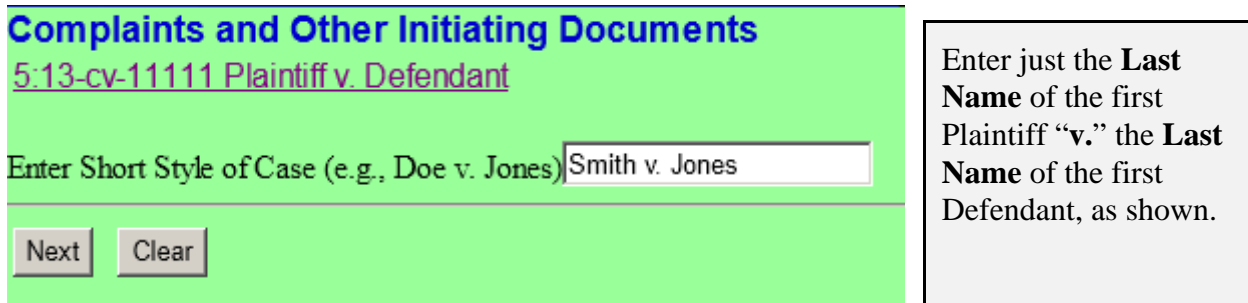 Complaints and Other Initiating Documents
5:13-cv-11111 Plaintiff v. Defendant
Enter Short Style of Case (e.g., Doe v. Jones) Smith v. Jones
Next Clear
Enter just the Last
Name of the first
Plaintiff “v.” the Last
Name of the first
Defendant, as shown.